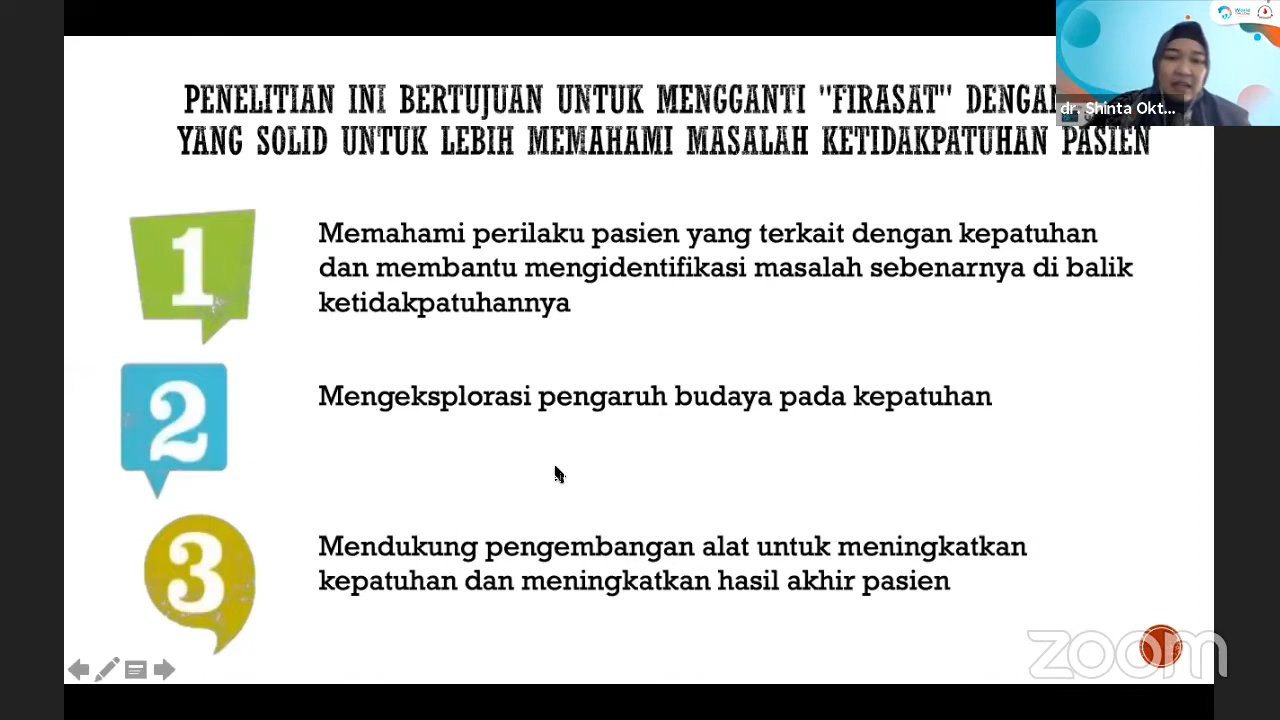 PENELITIAN INI BERTUJUAN UNTUK MENGGANTI "FIRASAT" DENGAN
YANG SOLID UNTUK LEBIH MEMAHAMI MASALAH KETIDAKPATUHAN PASIEN
dr. Shinta Okt...
1
Memahami perilaku pasien yang terkait dengan kepatuhan
dan membantu mengidentifikasi masalah sebenarnya di balik
ketidakpatuhannya
2
Mengeksplorasi pengaruh budaya pada kepatuhan
3
Mendukung pengembangan alat untuk meningkatkan
kepatuhan dan meningkatkan hasil akhir pasien
zoom